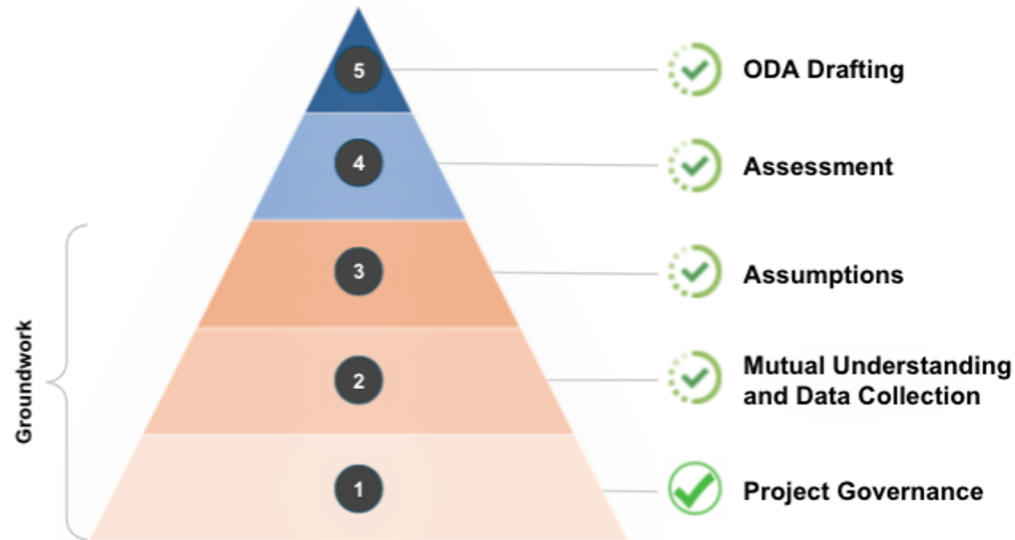 5
ODA Drafting
4
Assessment
3
Assumptions
Groundwork
2
Mutual Understanding
and Data Collection
1
Project Governance